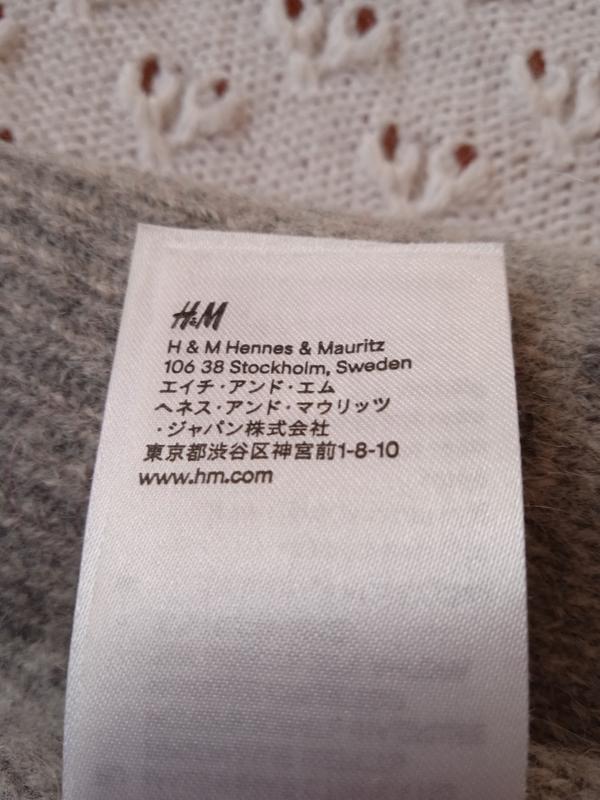 H&M
H & M Hennes & Mauritz
106 38 Stockholm, Sweden
エイチ・アンド・エム
ヘネス・アンド・マウリッツ
・ジャパン株式会社
東京都渋谷区神宮前1-8-10
www.hm.com